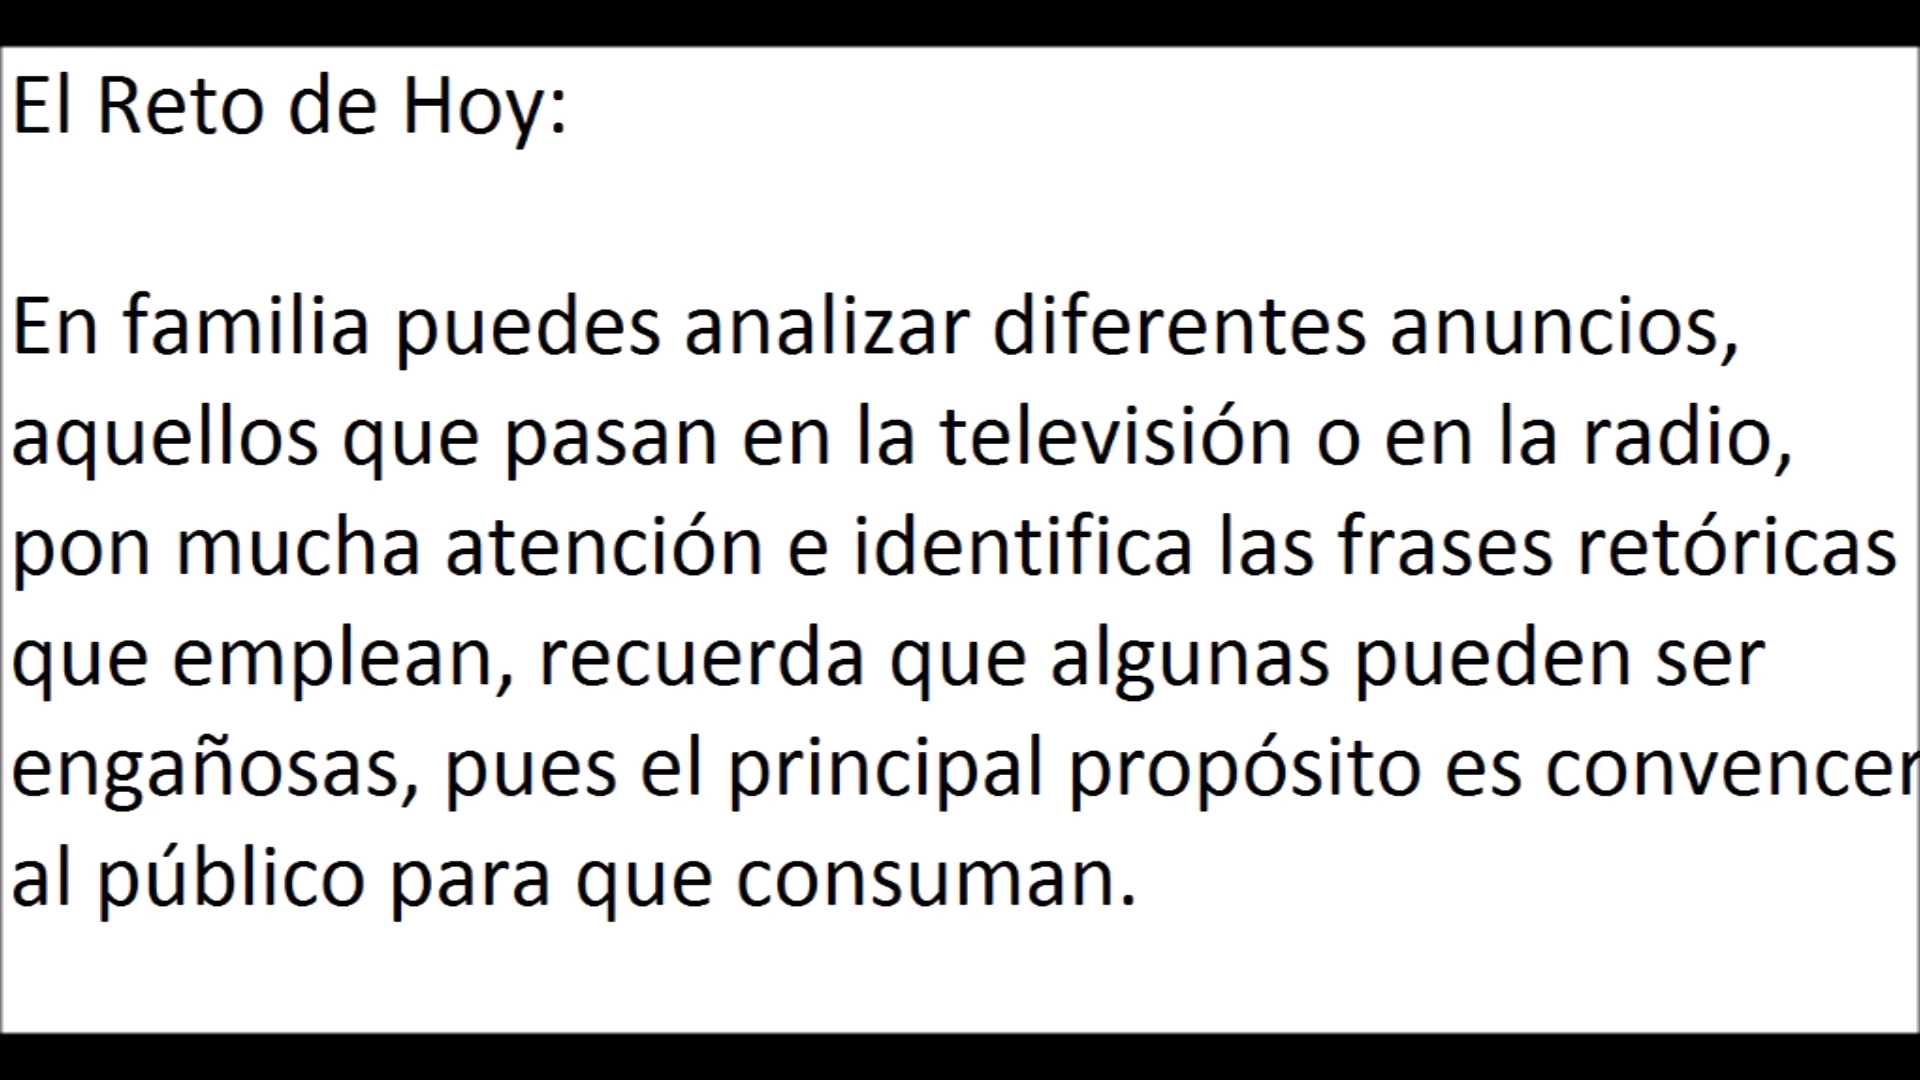 El Reto de Hoy:
En familia puedes analizar diferentes anuncios,
aquellos que pasan en la televisión o en la radio,
pon mucha atención e identifica las frases retóricas
que emplean, recuerda que algunas pueden ser
engañosas, pues el principal propósito es convencer
al público para que consuman.